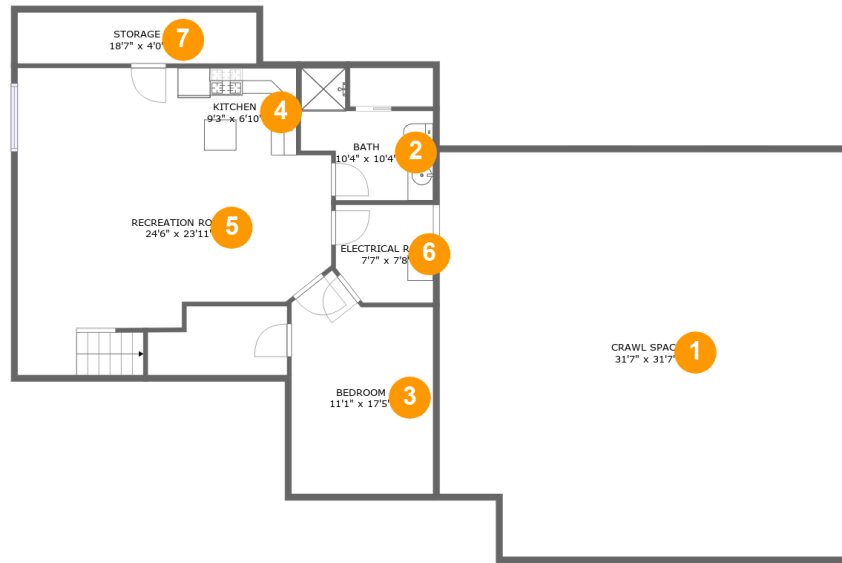 STORAGE
18'7" x 4'0"
7
KITCHEN
9'3" x 6'10"
4
BATH
10'4" x 10'4"
2
RECREATION RO
24'6" x 23'11"
5
ELECTRICAL R
7'7" x 7'8"
6
CRAWL SPAC
31'7" x 31'7"
1
BEDROOM
11'1" x 17'5"
3